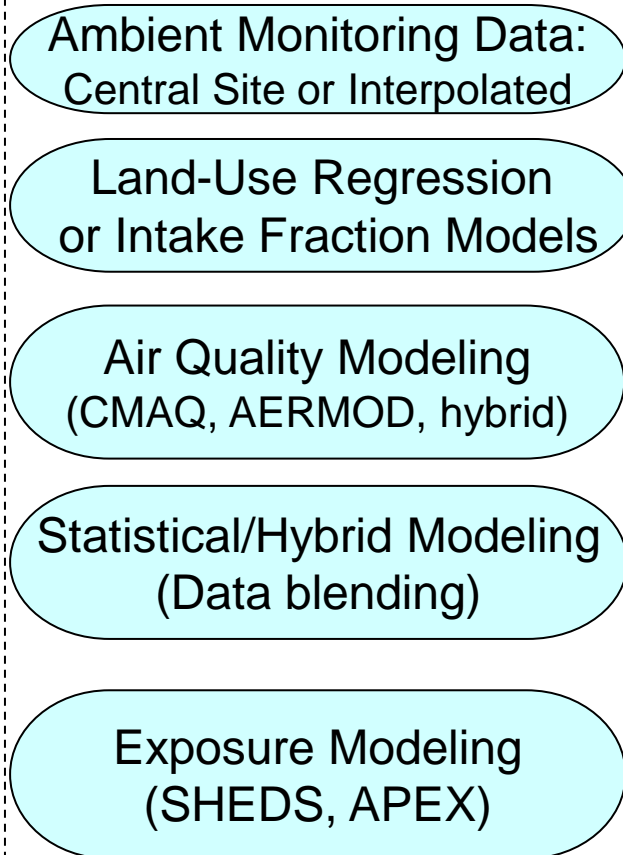 Ambient Monitoring Data:
Central Site or Interpolated
Land-Use Regression
or Intake Fraction Models
Air Quality Modeling
(CMAQ, AERMOD, hybrid)
Statistical/Hybrid Modeling
(Data blending)
Exposure Modeling
(SHEDS, APEX)